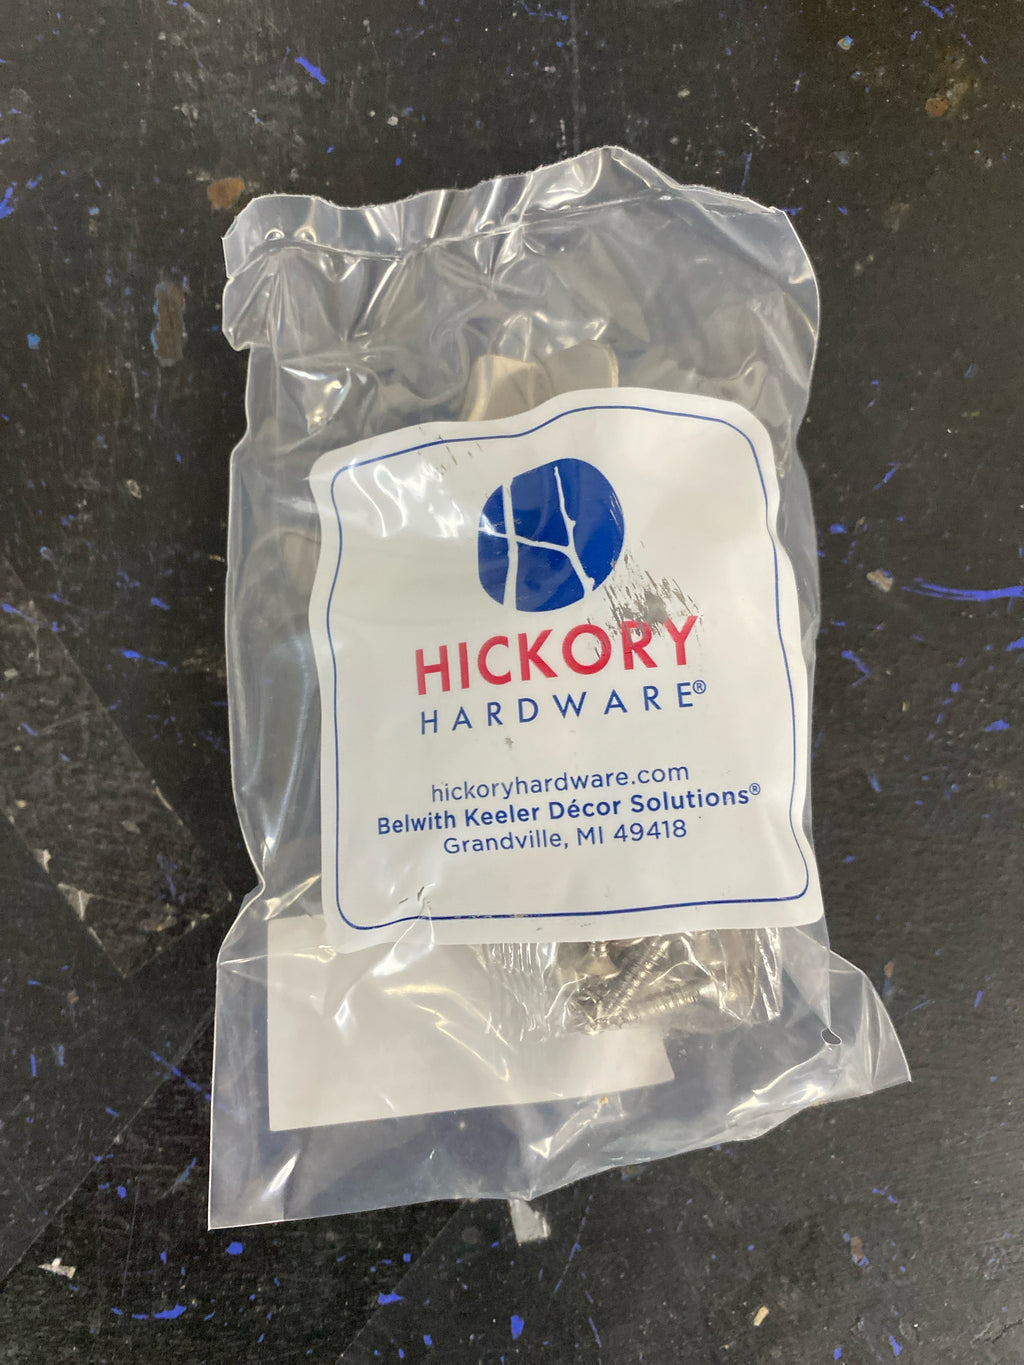 HICKORY
HARDWARE®
hickoryhardware.com
Belwith Keeler Décor Solutions®
Grandville, MI 49418